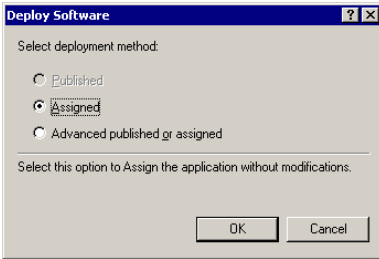 Deploy Software
Select deployment method:
Published
Assigned
Advanced published or assigned
Select this option to Assign the application without modifications.
OK Cancel